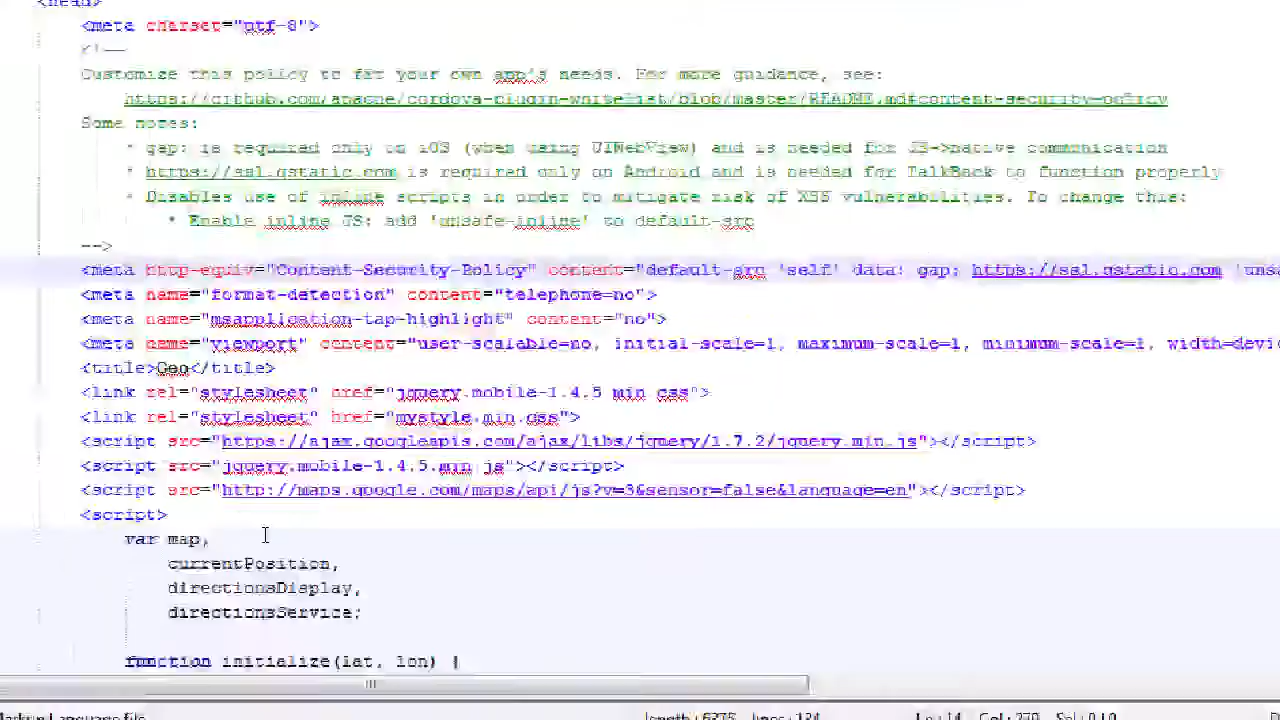 <head>
<meta charset="utf-8">
<!--
Customize this policy to fit your own app's needs. For more guidance, see:
https://github.com/apache/cordova-plugin-whitelist/blob/master/README.md#content-security-policy
Some notes:
* gap: is required only on iOS (when using UIWebView) and is needed for JS->native communication
* https://ssl.gstatic.com is required only on Android and is needed for TalkBack to function properly
* Disables use of inline scripts in order to mitigate risk of XSS vulnerabilities. To change this:
* Enable inline JS: add 'unsafe-inline' to default-src
-->
<meta http-equiv="Content-Security-Policy" content="default-src 'self' data: gap: https://ssl.gstatic.com 'unsa
<meta name="format-detection" content="telephone=no">
<meta name="msapplication-tap-highlight" content="no">
<meta name="viewport" content="user-scalable=no, initial-scale=1, maximum-scale=1, minimum-scale=1, width=devi
<title>Geo</title>
<link rel="stylesheet" href="jquery.mobile-1.4.5.min.css">
<link rel="stylesheet" href="mystyle.min.css">
<script src="https://ajax.googleapis.com/ajax/libs/jquery/1.7.2/jquery.min.js"></script>
<script src="jquery.mobile-1.4.5.min.js"></script>
<script src="http://maps.google.com/maps/api/js?v=3&sensor=false&language=en"></script>
<script>
var map,
currentPosition,
directionsDisplay,
directionsService;
function initialize(lat, lon) {
Language file Ln:14 Col:270